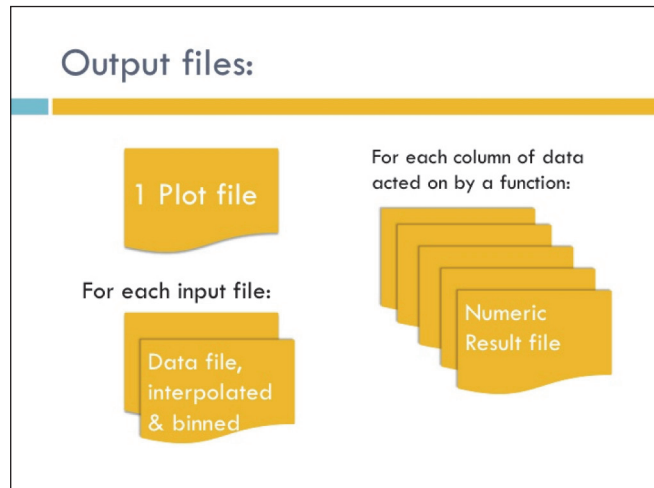 Output files:
1 Plot file
For each input file:
Data file,
interpolated
& binned
For each column of data
acted on by a function:
Numeric
Result file